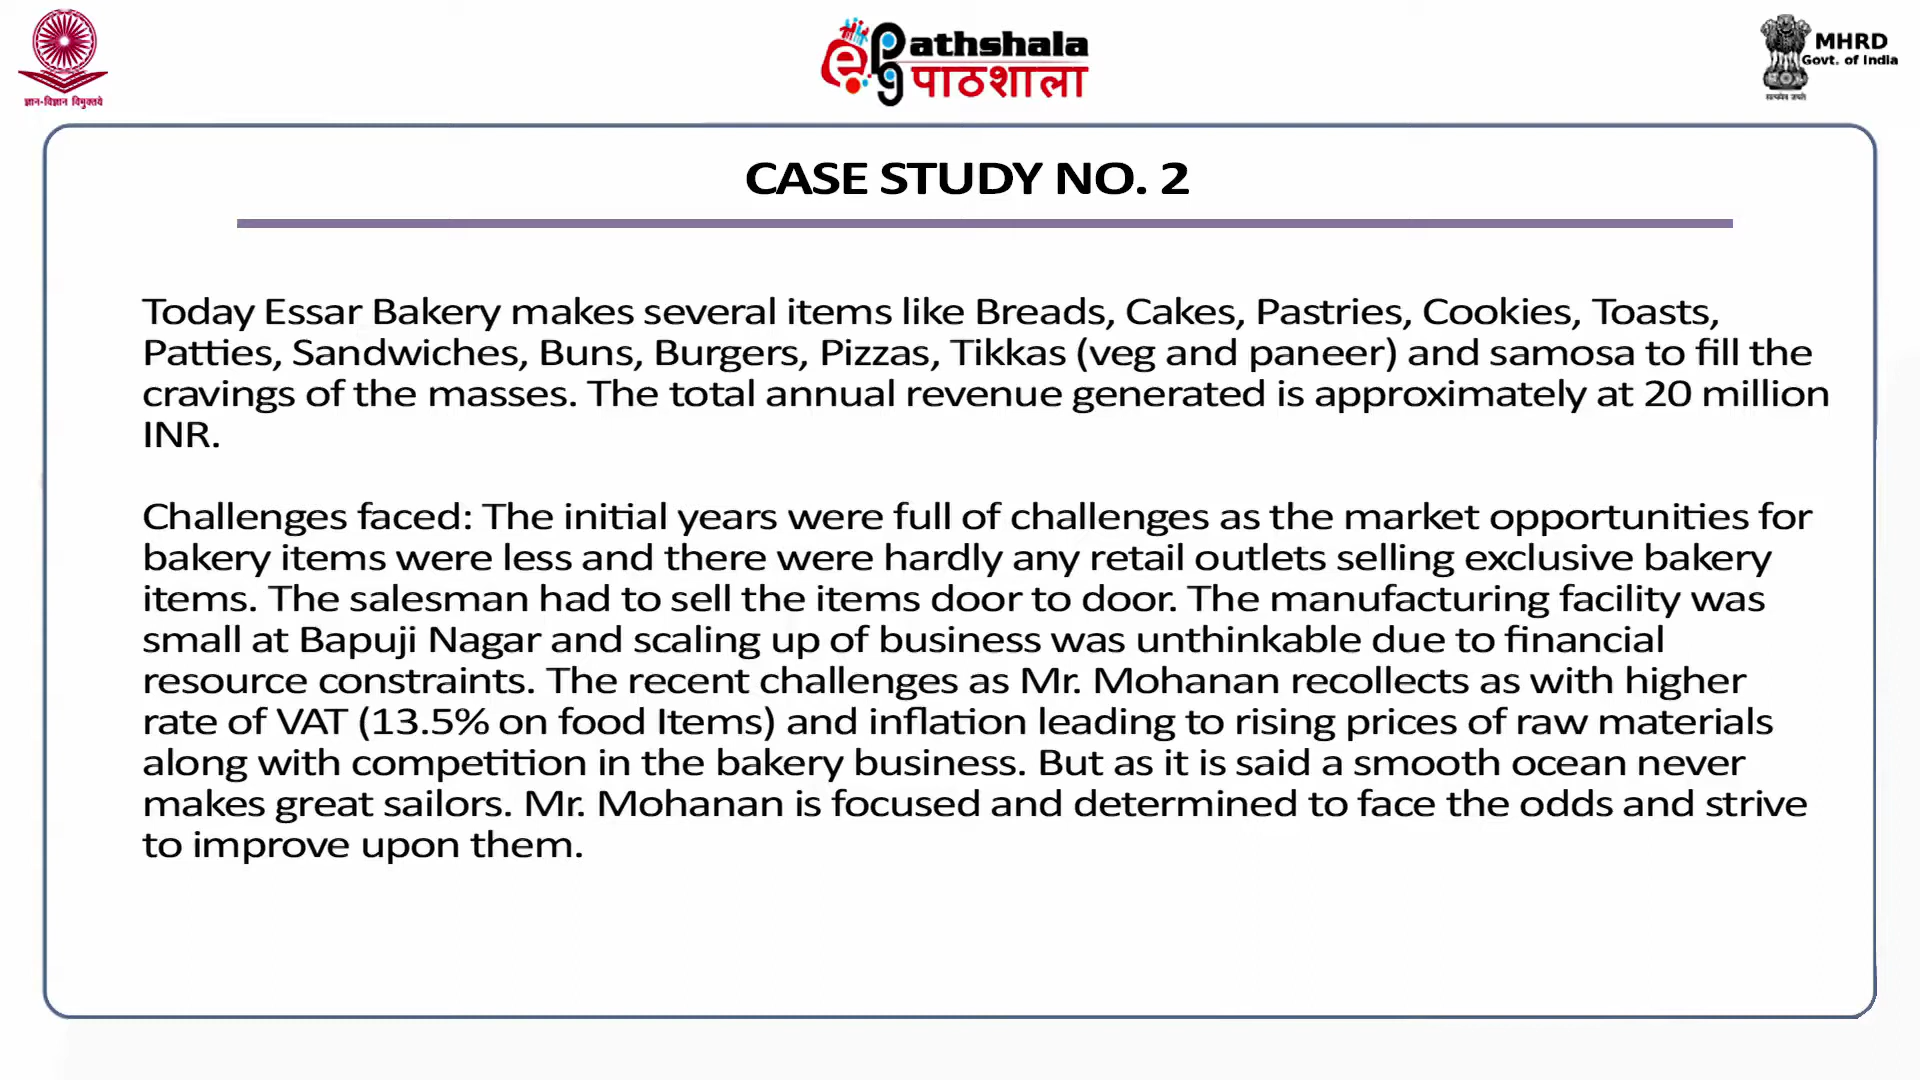 ज्ञान-विज्ञान विमुक्तये
e pg Pathshala
पाठशाला
MHRD
Govt. of India
सत्यमेव जयते
CASE STUDY NO. 2
Today Essar Bakery makes several items like Breads, Cakes, Pastries, Cookies, Toasts,
Patties, Sandwiches, Buns, Burgers, Pizzas, Tikkas (veg and paneer) and samosa to fill the
cravings of the masses. The total annual revenue generated is approximately at 20 million
INR.
Challenges faced: The initial years were full of challenges as the market opportunities for
bakery items were less and there were hardly any retail outlets selling exclusive bakery
items. The salesman had to sell the items door to door. The manufacturing facility was
small at Bapuji Nagar and scaling up of business was unthinkable due to financial
resource constraints. The recent challenges as Mr. Mohanan recollects as with higher
rate of VAT (13.5% on food Items) and inflation leading to rising prices of raw materials
along with competition in the bakery business. But as it is said a smooth ocean never
makes great sailors. Mr. Mohanan is focused and determined to face the odds and strive
to improve upon them.